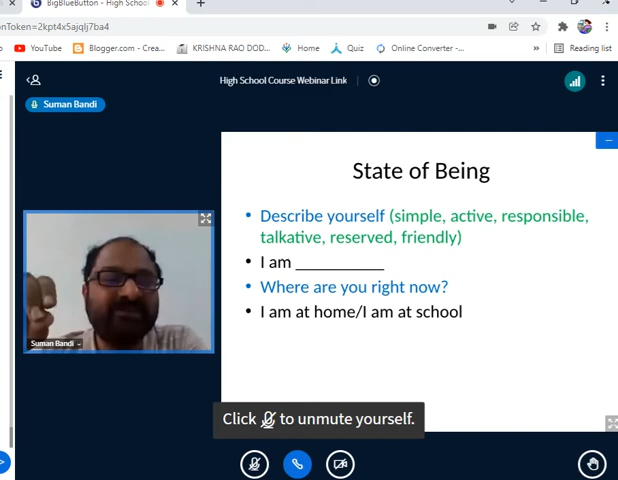 BigBlueButton - High School
nToken=2kpt4x5ajqlj7ba4
YouTube
Blogger.com - Crea...
KRISHNA RAO DOD...
Home
Quiz
Online Converter -...
»
Reading list
High School Course Webinar Link
Suman Bandi
State of Being
• Describe yourself (simple, active, responsible,
talkative, reserved, friendly)
• I am __________
• Where are you right now?
• I am at home/I am at school
Suman Bandi
Click to unmute yourself.